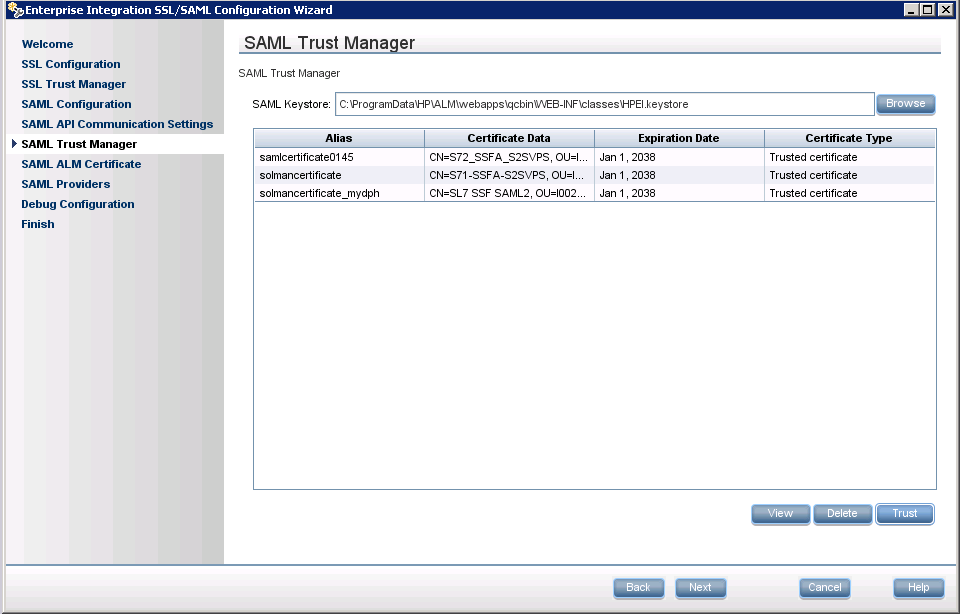 Enterprise Integration SSL/SAML Configuration Wizard
Welcome
SSL Configuration
SSL Trust Manager
SAML Configuration
SAML API Communication Settings
SAML Trust Manager
SAML ALM Certificate
SAML Providers
Debug Configuration
Finish
SAML Trust Manager
SAML Trust Manager
SAML Keystore: C:\ProgramData\HP\ALM\webapps\qcbin\WEB-INF\classes\HPEI.keystore Browse
Alias Certificate Data Expiration Date Certificate Type
samlcertificate0145 CN=S72_SSFA_S2SVPS, OU=I... Jan 1, 2038 Trusted certificate
solmancertificate CN=S71-SSFA-S2SVPS, OU=I... Jan 1, 2038 Trusted certificate
solmancertificate_mydph CN=SL7 SSF SAML2, OU=I002... Jan 1, 2038 Trusted certificate
View Delete Trust
Back Next Cancel Help